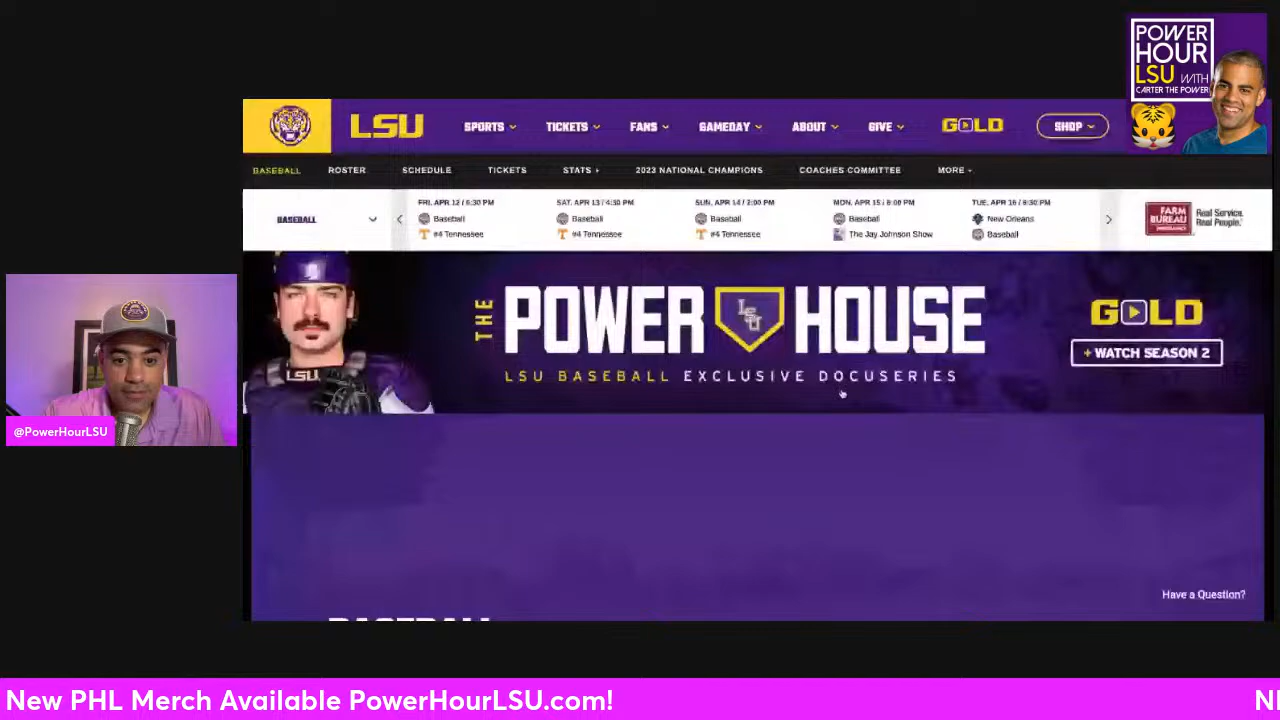 POWER
HOUR
LSU WITH
CARTER THE POWER
LSU
SPORTS
TICKETS
FANS
GAMEDAY
ABOUT
GIVE
GOLD
SHOP
BASEBALL
ROSTER
SCHEDULE
TICKETS
STATS
2023 NATIONAL CHAMPIONS
COACHES COMMITTEE
MORE
BASEBALL
FRI, APR 12 / 6:30 PM
Baseball
#4 Tennessee
SAT, APR 13 / 4:30 PM
Baseball
#4 Tennessee
SUN, APR 14 / 2:00 PM
Baseball
#4 Tennessee
MON, APR 15 / 8:00 PM
Baseball
The Jay Johnson Show
TUE, APR 16 / 6:30 PM
New Orleans
Baseball
FARM
BUREAU
INSURANCE
Real Service.
Real People.
THE POWER LSU HOUSE
LSU BASEBALL EXCLUSIVE DOCUSERIES
GOLD
+ WATCH SEASON 2
LSU
@PowerHourLSU
Have a Question?
BASEBALL
New PHL Merch Available PowerHourLSU.com!